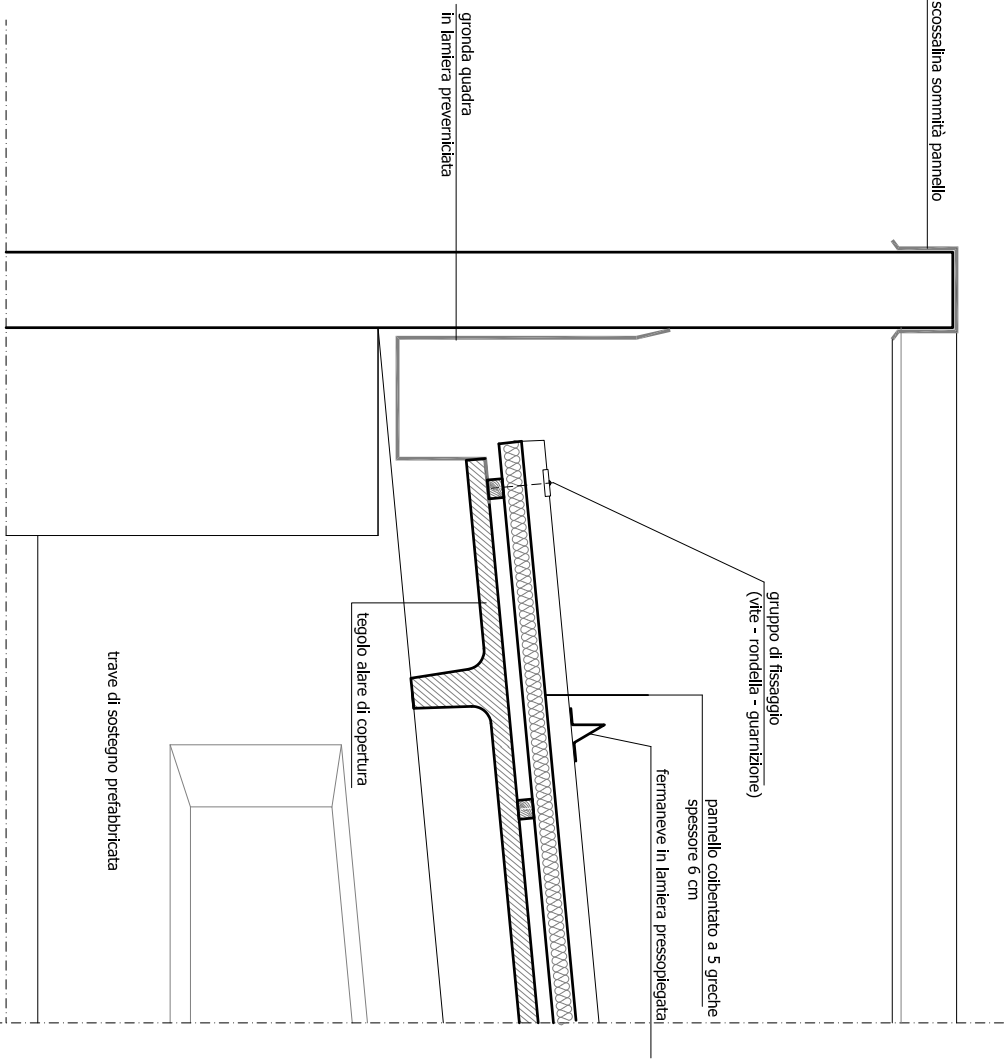 scossalina sommità pannello
gronda quadra
in lamiera preverniciata
gruppo di fissaggio
(vite - rondella - guarnizione)
pannello coibentato a 5 greche
spessore 6 cm
fermaneve in lamiera pressopiegata
tegolo alare di copertura
trave di sostegno prefabbricata